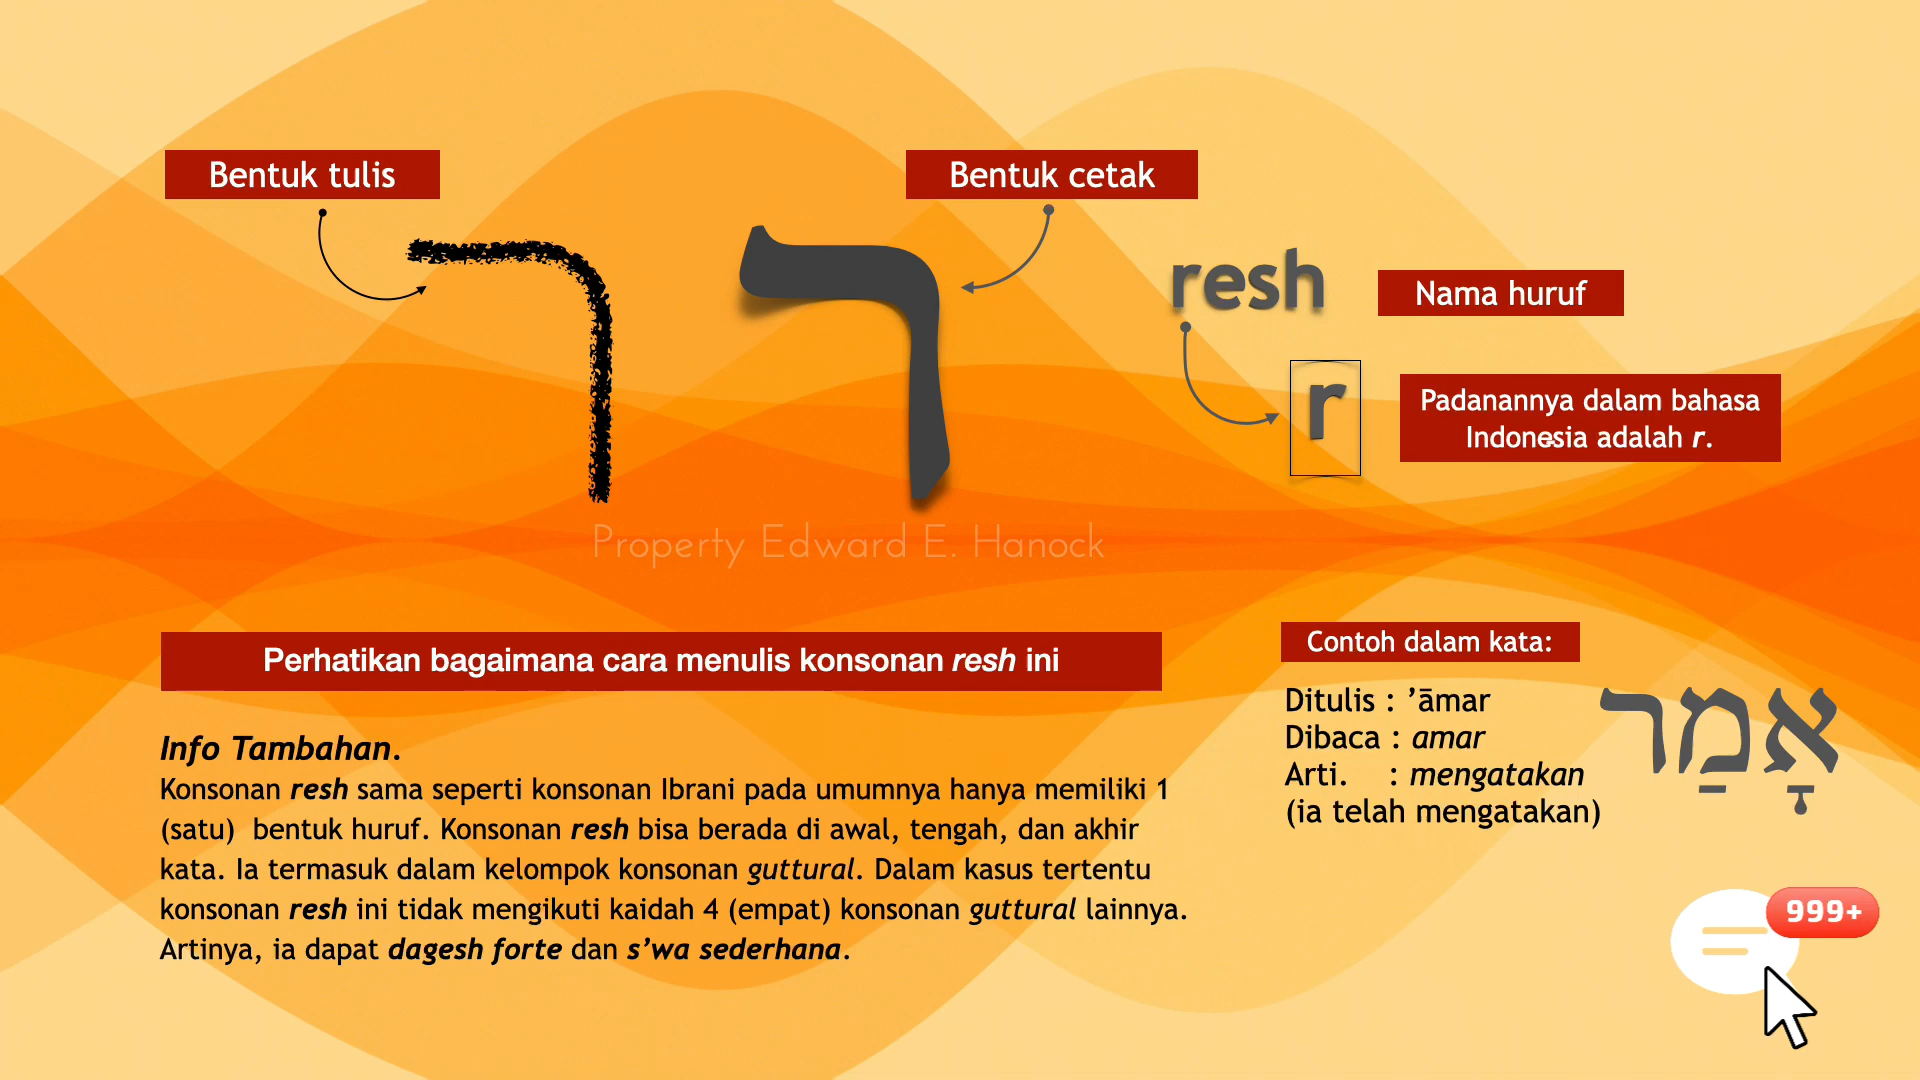 Bentuk tulis
Bentuk cetak
ר
ר
resh
Nama huruf
r
Padanannya dalam bahasa
Indonesia adalah r.
Property Edward E. Hanock
Perhatikan bagaimana cara menulis konsonan resh ini
Info Tambahan.
Konsonan resh sama seperti konsonan Ibrani pada umumnya hanya memiliki 1
(satu)  bentuk huruf. Konsonan resh bisa berada di awal, tengah, dan akhir
kata. Ia termasuk dalam kelompok konsonan guttural. Dalam kasus tertentu
konsonan resh ini tidak mengikuti kaidah 4 (empat) konsonan guttural lainnya.
Artinya, ia dapat dagesh forte dan s’wa sederhana.
Contoh dalam kata:
Ditulis : ’āmar
Dibaca : amar
Arti. : mengatakan
(ia telah mengatakan)
אָמַר
999+